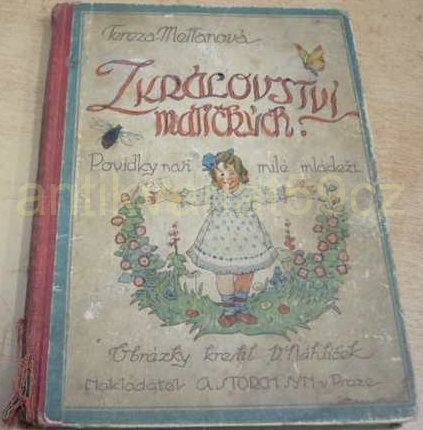 Tereza Mellanová
Z KRÁLOVSTVÍ
maličkých.
Povídky naší milé mládeži.
Obrázky kreslil V. Náhlíček
Nakladatel A. STORCH SYN v Praze